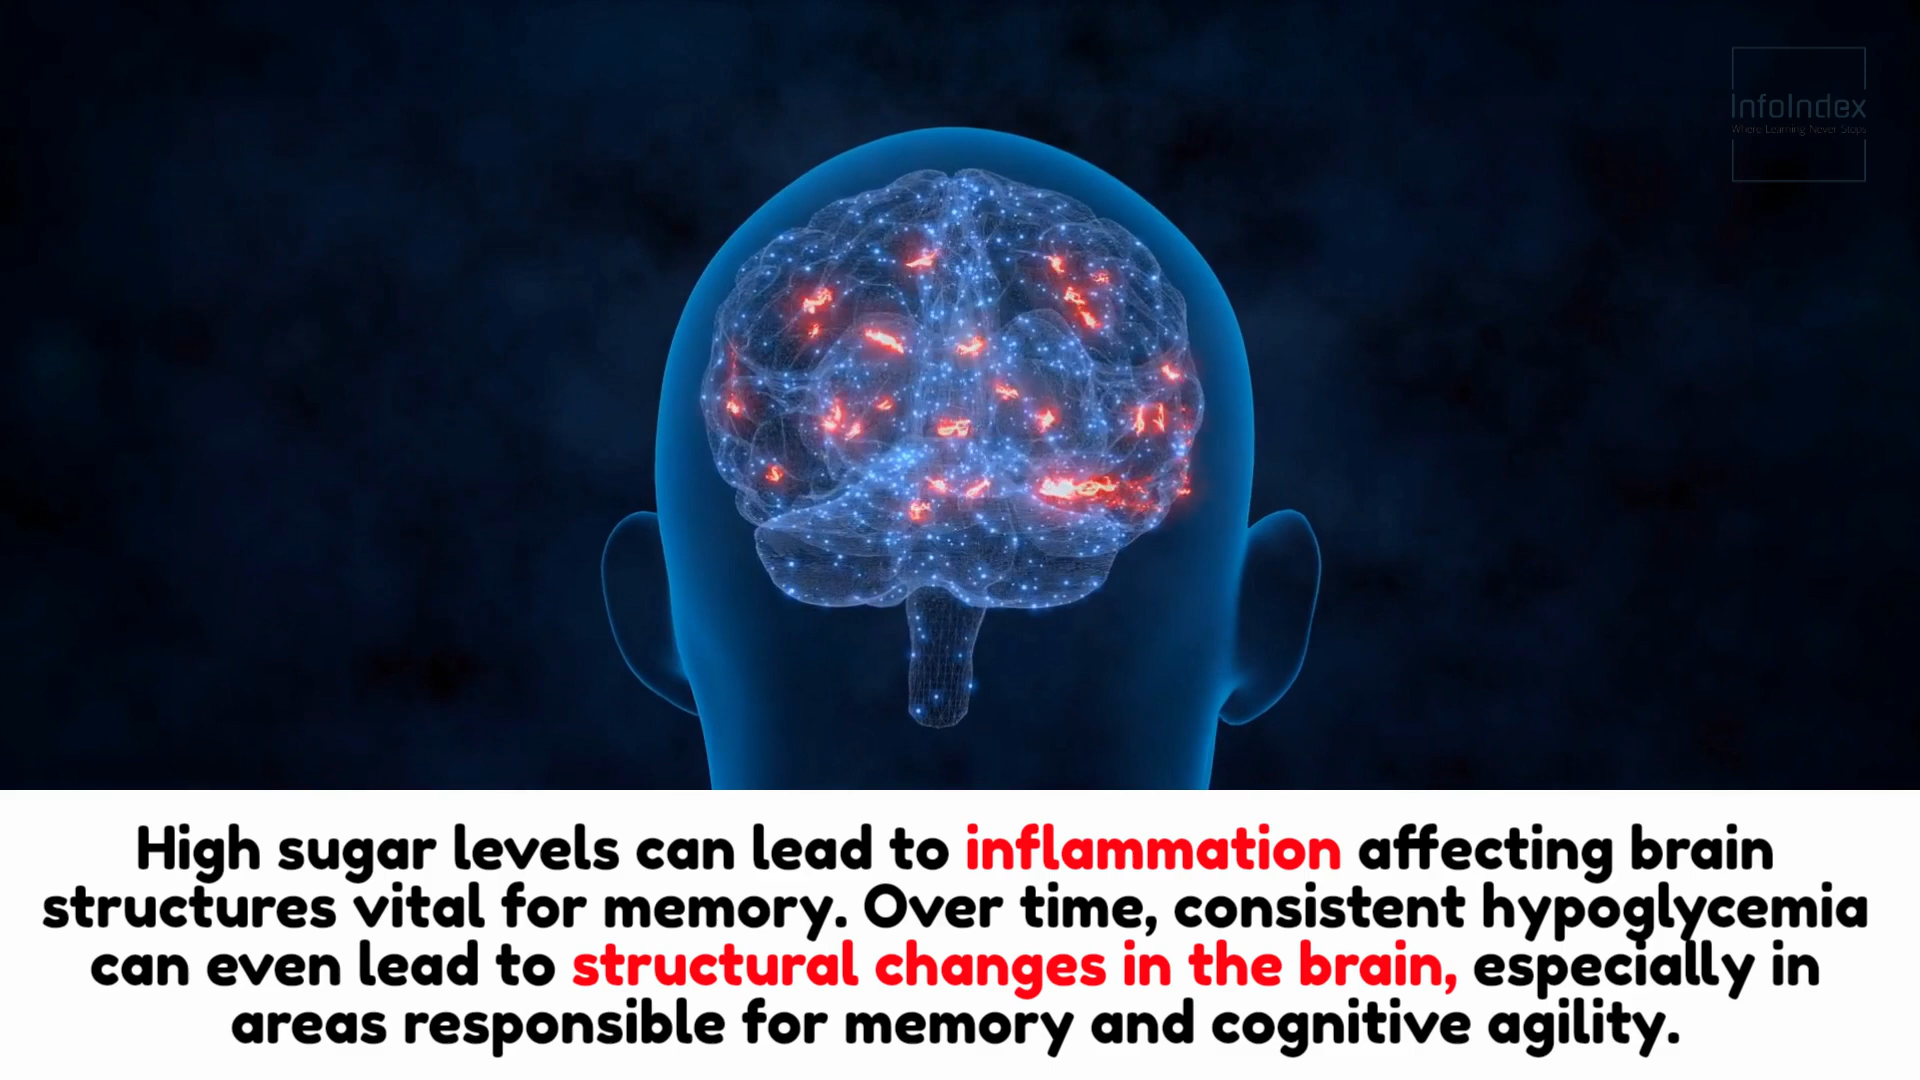 InfoIndex
Where Learning Never Stops
High sugar levels can lead to inflammation affecting brain
structures vital for memory. Over time, consistent hypoglycemia
can even lead to structural changes in the brain, especially in
areas responsible for memory and cognitive agility.